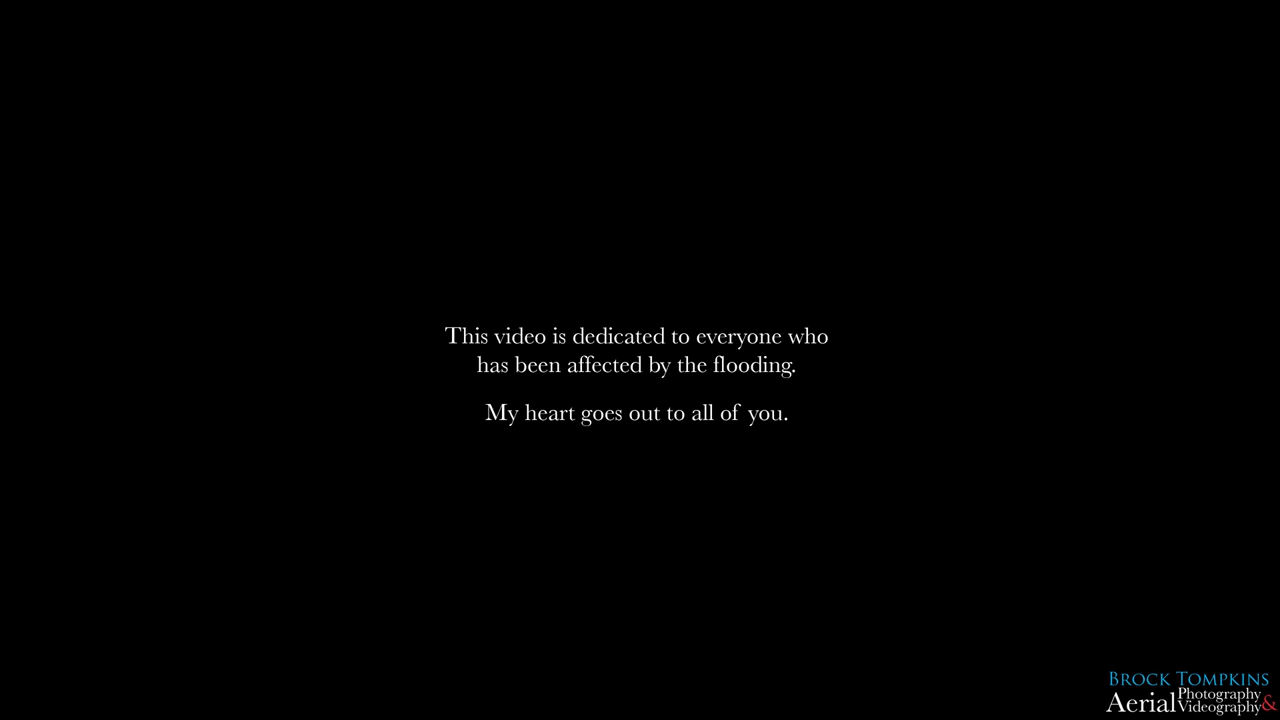 This video is dedicated to everyone who
has been affected by the flooding.
My heart goes out to all of you.
BROCK TOMPKINS
Aerial Photography
Videography &